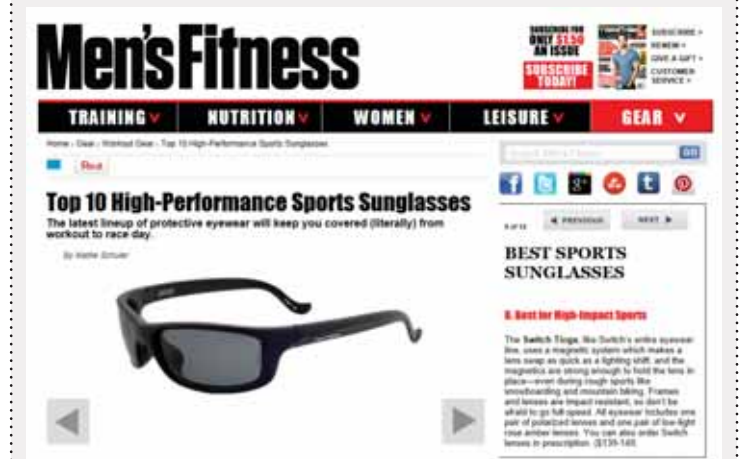 Men's Fitness
SUBSCRIBE FOR
ONLY $1.50
AN ISSUE
SUBSCRIBE
TODAY!
SUBSCRIBE >
RENEW >
GIVE A GIFT >
CUSTOMER
SERVICE >
TRAINING
NUTRITION
WOMEN
LEISURE
GEAR
Home > Gear > Workout Gear > Top 10 High-Performance Sports Sunglasses
GO
Top 10 High-Performance Sports Sunglasses
The latest lineup of protective eyewear will keep you covered (literally) from
workout to race day.
PREVIOUS
NEXT
BEST SPORTS
SUNGLASSES
8. Best for High-Impact Sports
The Switch Tioga, like Switch's entire eyewear
line, uses a magnetic system which makes a
lens swap as quick as a lighting shift, and the
magnetics are strong enough to hold the lens in
place—even during rough sports like
snowboarding and mountain biking. Frames
and lenses are impact resistant, so don't be
afraid to go full speed. All eyewear includes one
pair of polarized lenses and one pair of low-light
rose amber lenses. You can also order Switch
lenses in prescription.